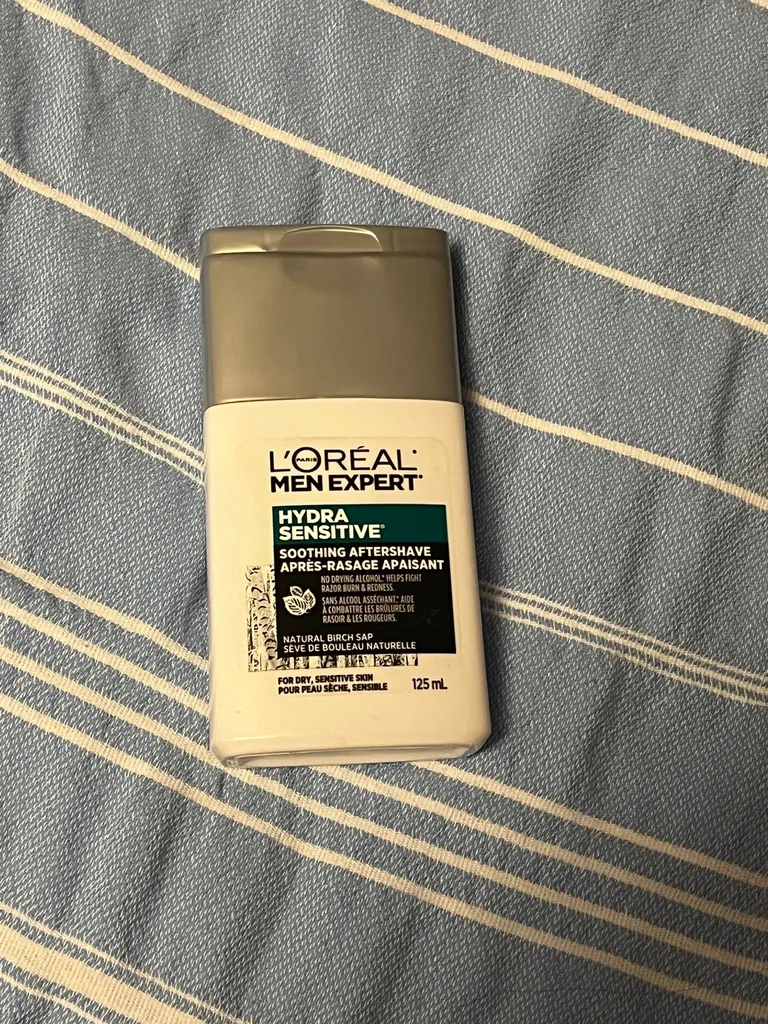 L'ORÉAL
PARIS
MEN EXPERT
HYDRA
SENSITIVE®
SOOTHING AFTERSHAVE
APRÈS-RASAGE APAISANT
NO DRYING ALCOHOL.* HELPS FIGHT
RAZOR BURN & REDNESS.
SANS ALCOOL ASSÉCHANT.* AIDE
À COMBATTRE LES BRÛLURES DE
RASOIR & LES ROUGEURS.
NATURAL BIRCH SAP
SÈVE DE BOULEAU NATURELLE
FOR DRY, SENSITIVE SKIN
POUR PEAU SÈCHE, SENSIBLE
125 mL